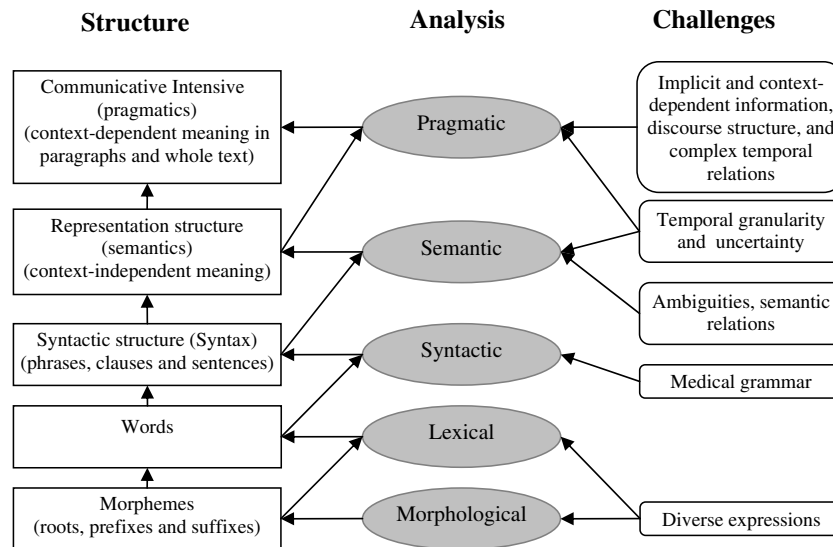 Structure
Analysis
Challenges
Communicative Intensive
(pragmatics)
(context-dependent meaning in
paragraphs and whole text)
Pragmatic
Implicit and context-
dependent information,
discourse structure, and
complex temporal
relations
Representation structure
(semantics)
(context-independent meaning)
Semantic
Temporal granularity
and uncertainty
Ambiguities, semantic
relations
Syntactic structure (Syntax)
(phrases, clauses and sentences)
Syntactic
Medical grammar
Words
Lexical
Morphemes
(roots, prefixes and suffixes)
Morphological
Diverse expressions